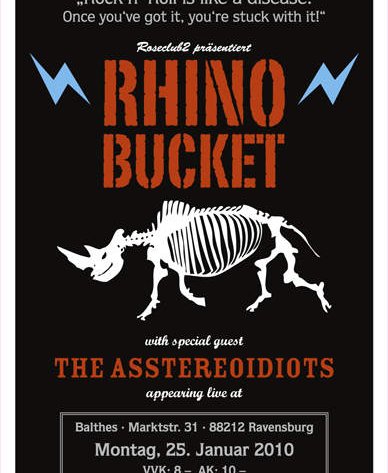 „Rock n' Roll is like a disease.
Once you've got it, you're stuck with it!“
Roseclub2 präsentiert
RHINO
BUCKET
with special guest
THE ASSTEREOIDIOTS
appearing live at
Balthes · Marktstr. 31 · 88212 Ravensburg
Montag, 25. Januar 2010
VVK: 8,– AK: 10,–